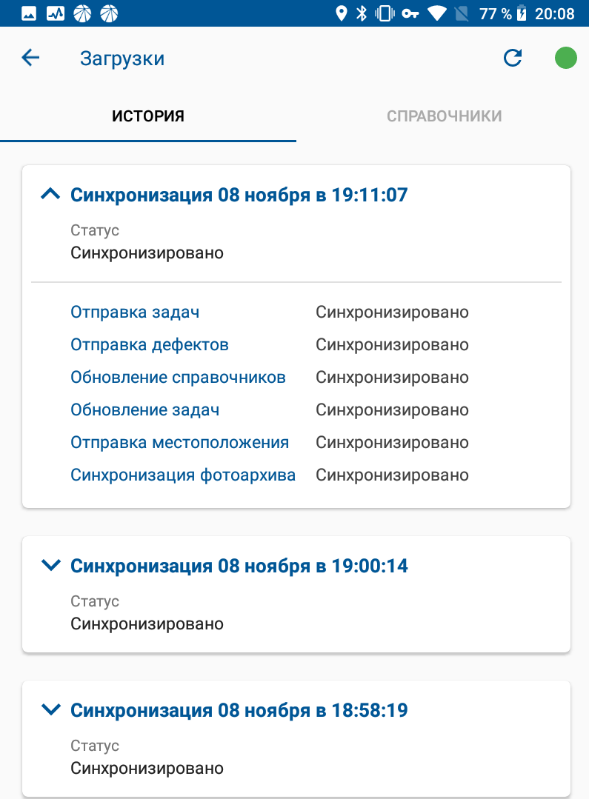 77 % 20:08
Загрузки
ИСТОРИЯ СПРАВОЧНИКИ
Синхронизация 08 ноября в 19:11:07
Статус
Синхронизировано
Отправка задач Синхронизировано
Отправка дефектов Синхронизировано
Обновление справочников Синхронизировано
Обновление задач Синхронизировано
Отправка местоположения Синхронизировано
Синхронизация фотоархива Синхронизировано
Синхронизация 08 ноября в 19:00:14
Статус
Синхронизировано
Синхронизация 08 ноября в 18:58:19
Статус
Синхронизировано